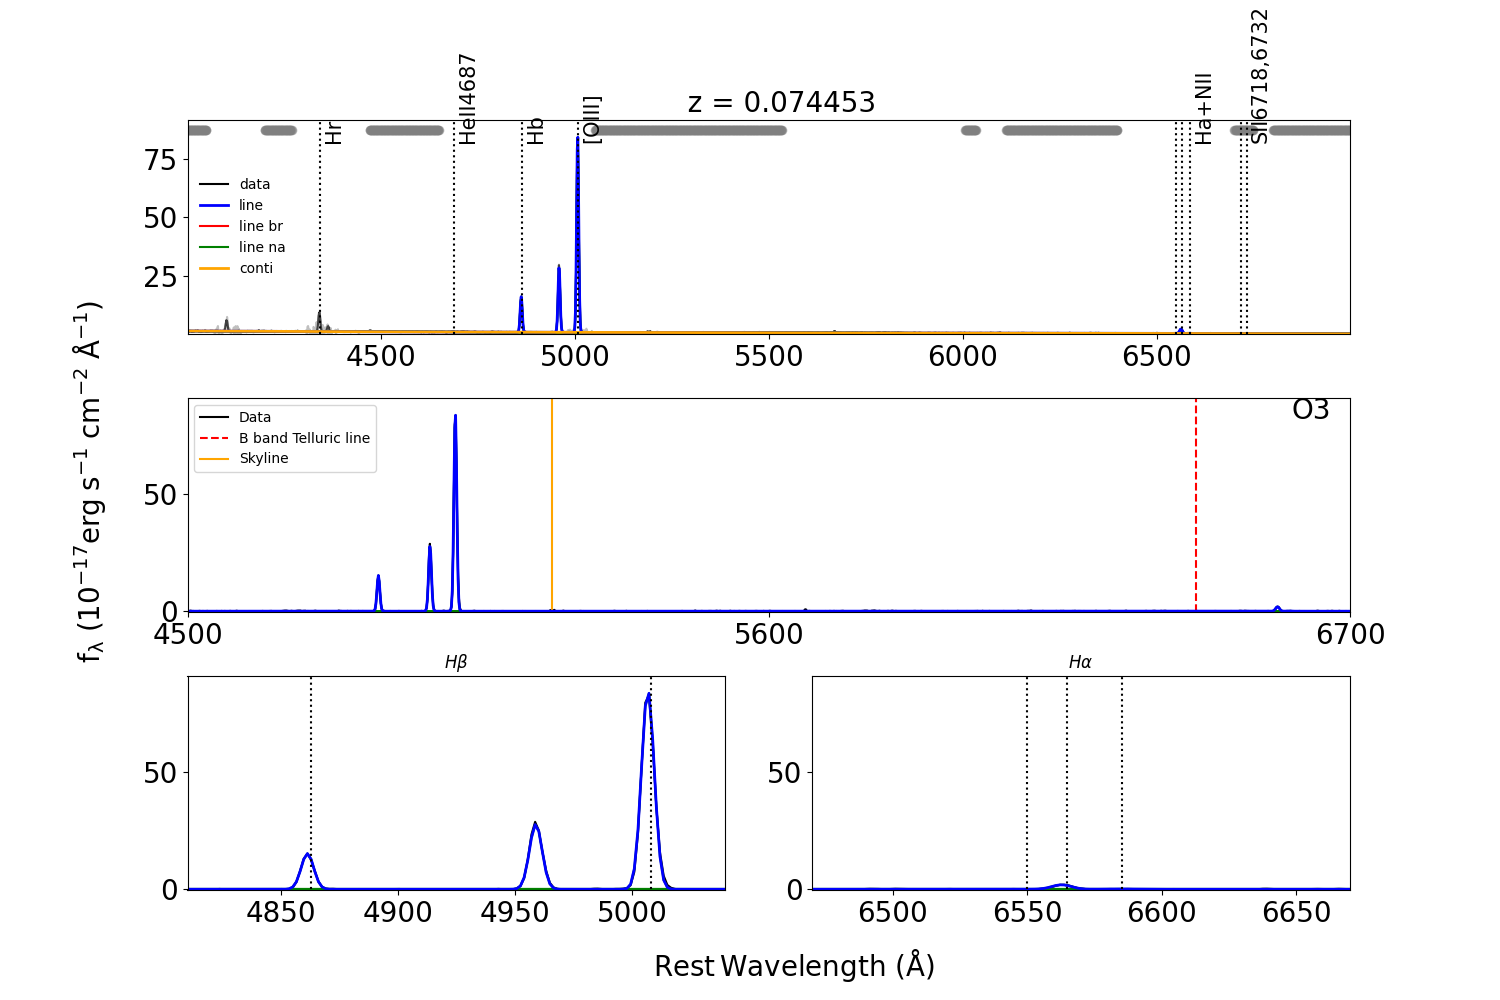 z = 0.074453
Hr
HeII4687
Hb
[OIII]
Ha+NII
SII6718,6732
75
50
25
data
line
line br
line na
conti
4500 5000 5500 6000 6500
O3
Data
B band Telluric line
Skyline
50
0
4500 5600 6700
fλ (10−17erg s−1 cm−2 Å−1)
Hβ
50
0
4850 4900 4950 5000
Hα
50
0
6500 6550 6600 6650
Rest Wavelength (Å)